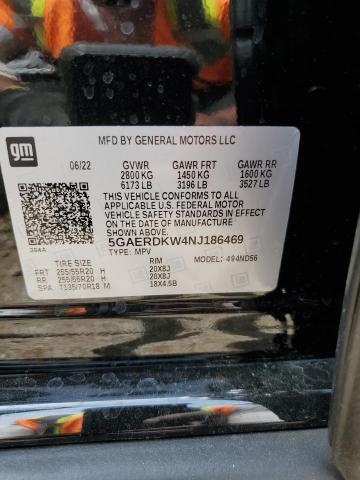 gm
MFD BY GENERAL MOTORS LLC
06/22 GVWR GAWR FRT GAWR RR
2800 KG 1450 KG 1600 KG
6173 LB 3196 LB 3527 LB
THIS VEHICLE CONFORMS TO ALL
APPLICABLE U.S. FEDERAL MOTOR
VEHICLE SAFETY STANDARDS IN EFFECT
ON THE DATE OF MANUFACTURE SHOWN ABOVE.
5GAERDKW4NJ186469
TYPE: MPV
MODEL: 494ND56
TIRE SIZE RIM
FRT 255/55R20 H 20X8J
RR 255/55R20 H 20X8J
SPA T135/70R18 M 18X4.5B